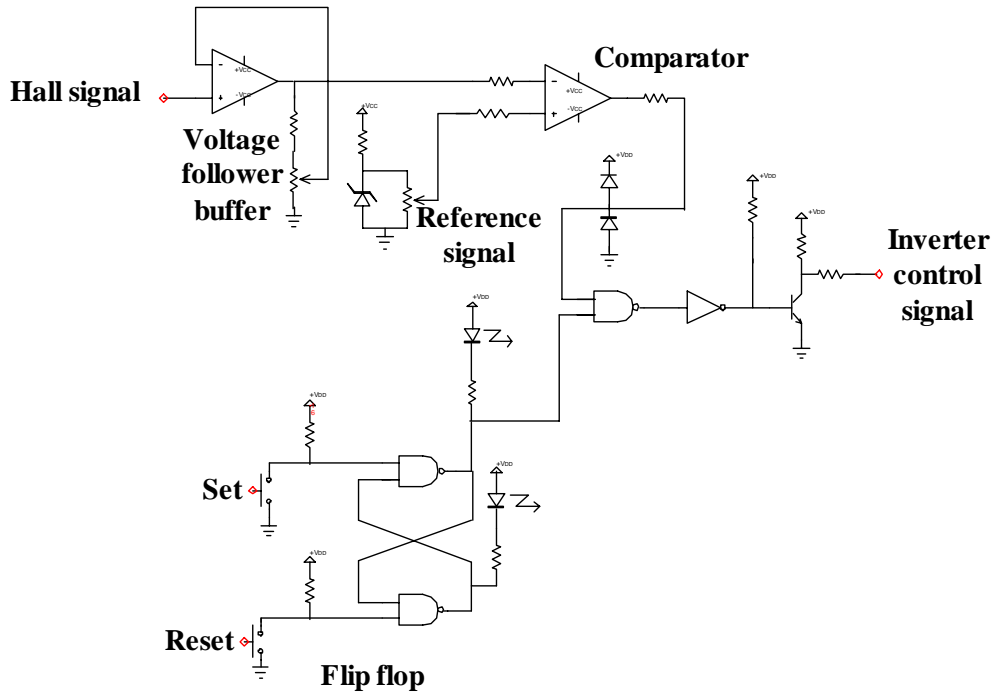 Hall signal
-
+
+VCC
-VCC
Voltage
follower
buffer
+VCC
Reference
signal
Comparator
-
+
+VCC
-VCC
+VDD
+VDD
+VDD
Inverter
control
signal
+VDD
+VDD
Set
+VDD
+VDD
Reset
Flip flop